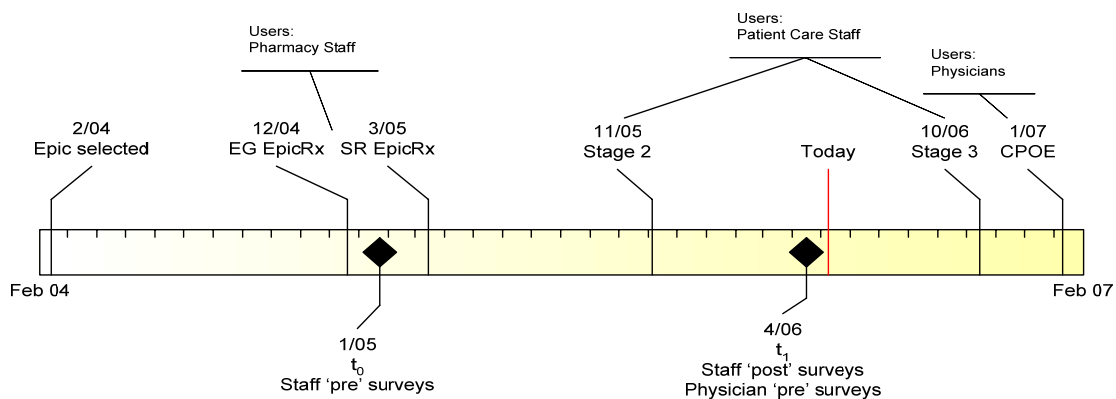 Users:
Pharmacy Staff
Users:
Patient Care Staff
Users:
Physicians
2/04
Epic selected
12/04
EG EpicRx
3/05
SR EpicRx
11/05
Stage 2
Today
10/06
Stage 3
1/07
CPOE
Feb 04
Feb 07
1/05
t0
Staff ‘pre’ surveys
4/06
t1
Staff ‘post’ surveys
Physician ‘pre’ surveys